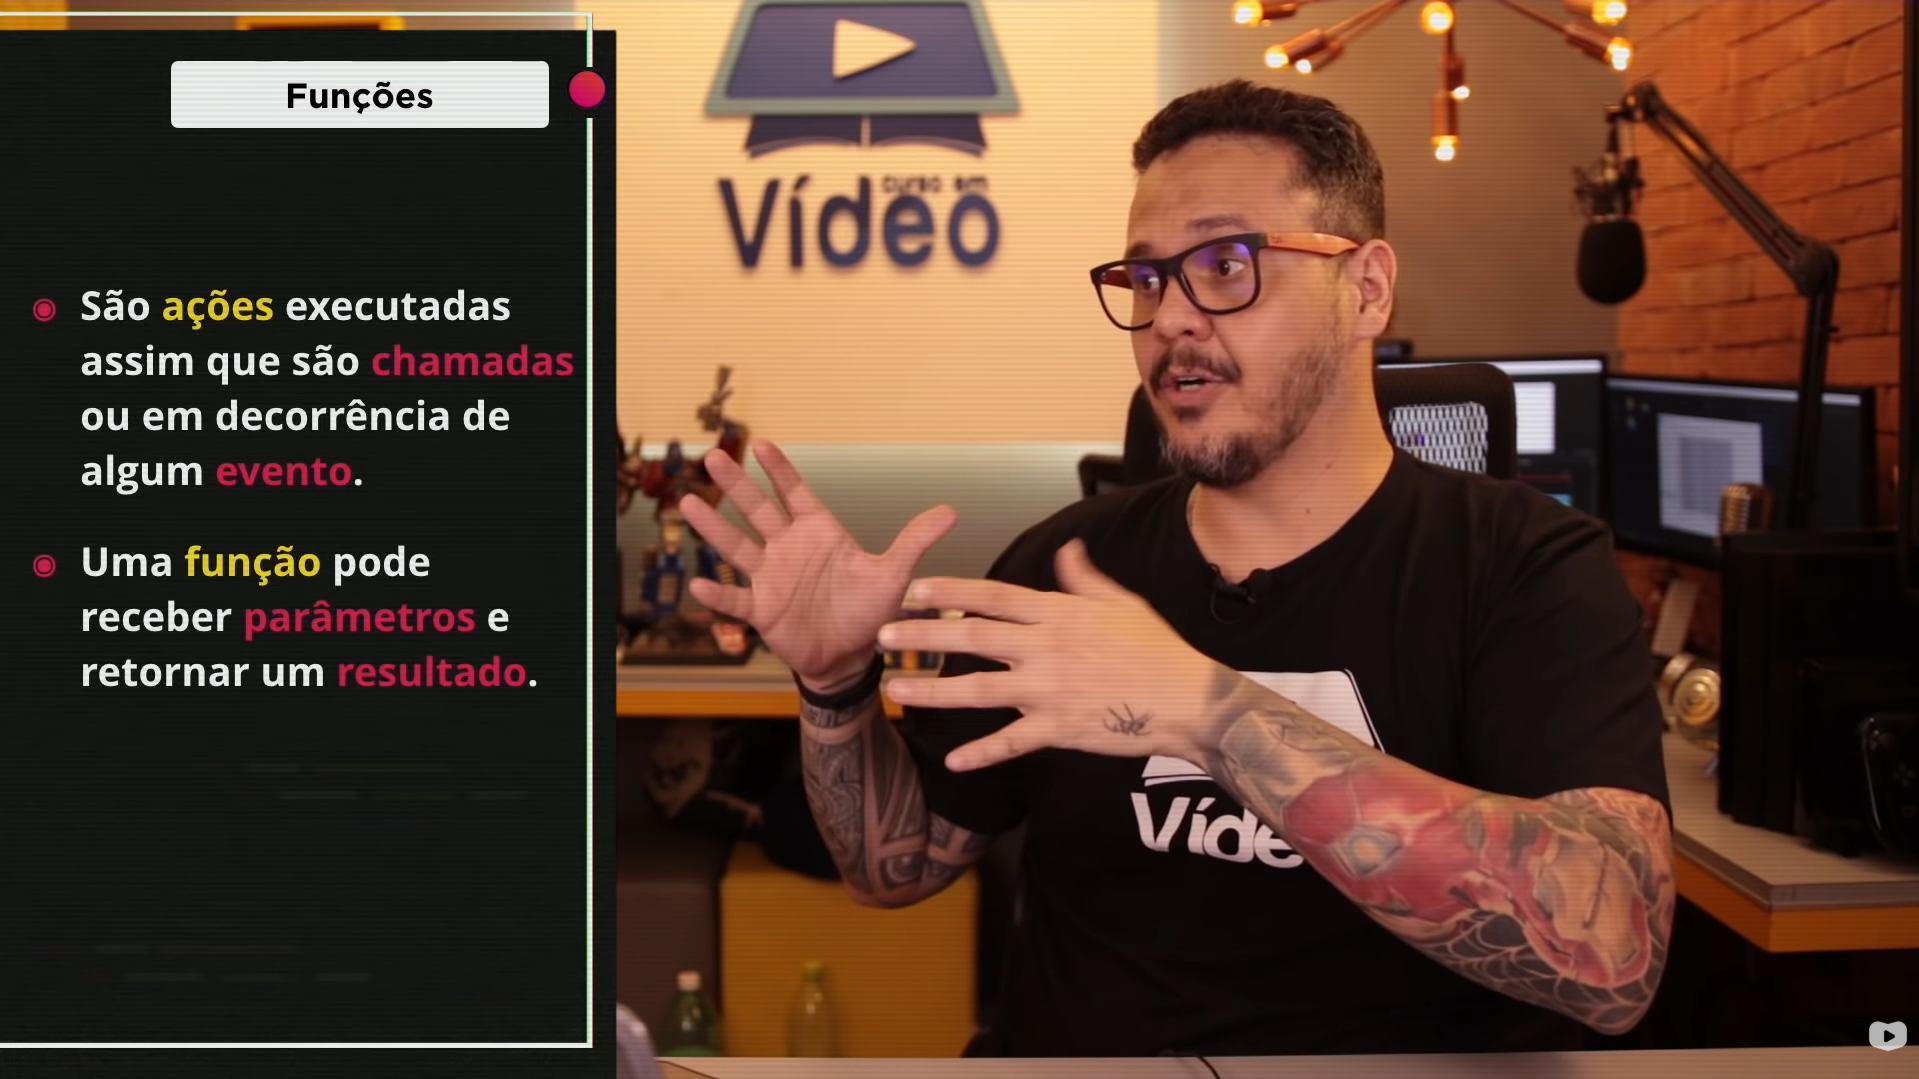 Funções
São ações executadas
assim que são chamadas
ou em decorrência de
algum evento.
Uma função pode
receber parâmetros e
retornar um resultado.
curso em
Vídeo
Víde